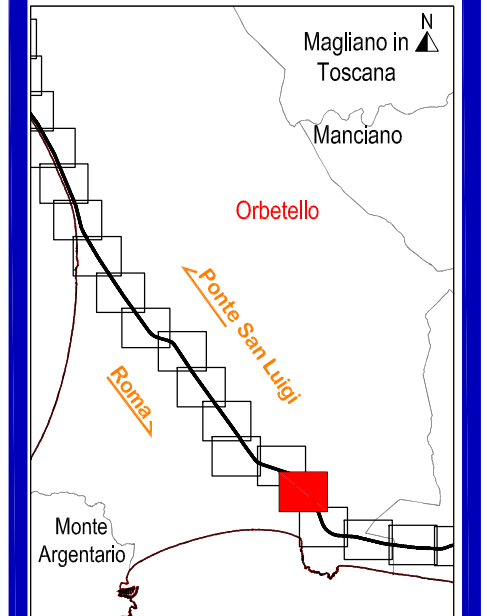 N
Magliano in
Toscana
Manciano
Orbetello
Ponte San Luigi
Roma
Monte
Argentario